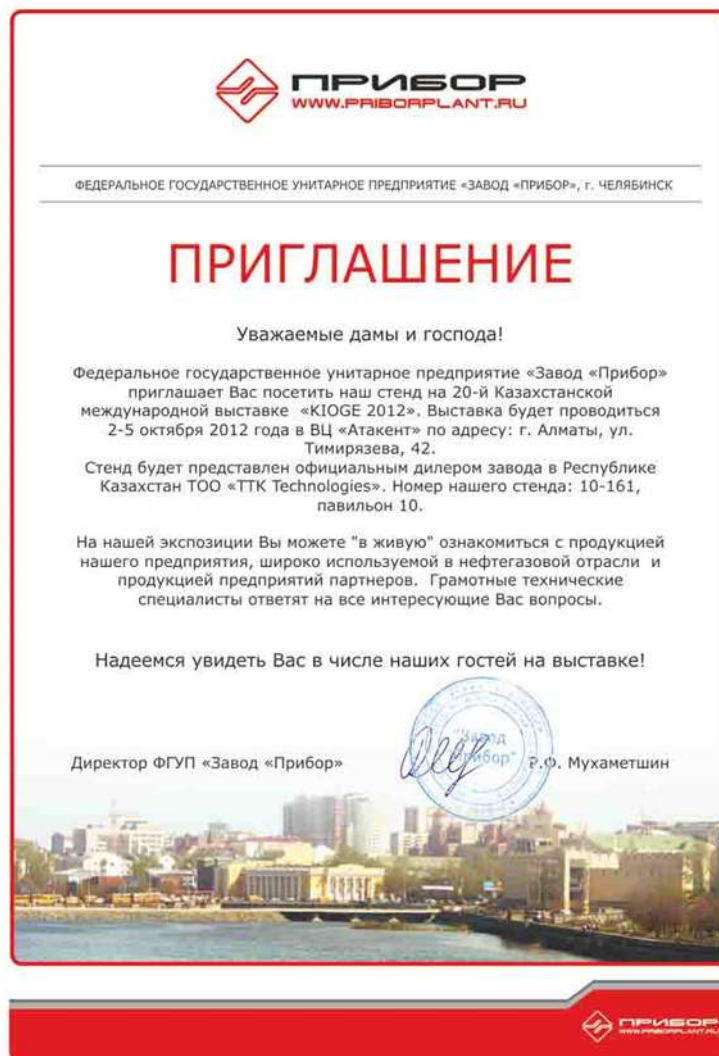 ПРИБОР
WWW.PRIBORPLANT.RU
ФЕДЕРАЛЬНОЕ ГОСУДАРСТВЕННОЕ УНИТАРНОЕ ПРЕДПРИЯТИЕ «ЗАВОД «ПРИБОР», г. ЧЕЛЯБИНСК
ПРИГЛАШЕНИЕ
Уважаемые дамы и господа!
Федеральное государственное унитарное предприятие «Завод «Прибор»
приглашает Вас посетить наш стенд на 20-й Казахстанской
международной выставке «KIOGE 2012». Выставка будет проводиться
2-5 октября 2012 года в ВЦ «Атакент» по адресу: г. Алматы, ул.
Тимирязева, 42.
Стенд будет представлен официальным дилером завода в Республике
Казахстан ТОО «TTK Technologies». Номер нашего стенда: 10-161,
павильон 10.
На нашей экспозиции Вы можете "в живую" ознакомиться с продукцией
нашего предприятия, широко используемой в нефтегазовой отрасли и
продукцией предприятий партнеров. Грамотные технические
специалисты ответят на все интересующие Вас вопросы.
Надеемся увидеть Вас в числе наших гостей на выставке!
"Завод
Прибор"
Директор ФГУП «Завод «Прибор» Р.Ф. Мухаметшин
ПРИБОР
WWW.PRIBORPLANT.RU